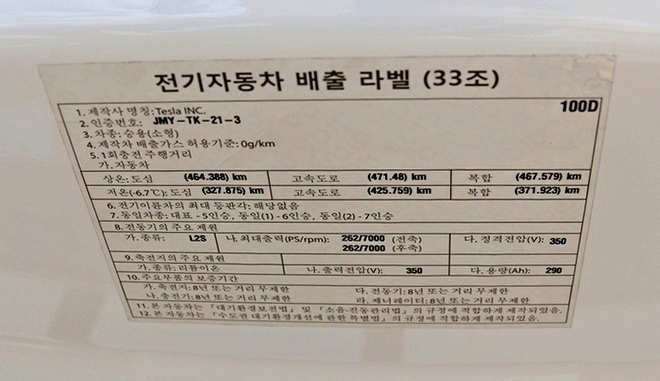 전기자동차 배출 라벨 (33조)
1. 제작사 명칭: Tesla INC. 100D
2. 인증번호: JMY-TK-21-3
3. 차종: 승용(소형)
4. 제작차 배출가스 허용기준: 0g/km
5. 1회충전 주행거리
가. 자동차
상온: 도심 (464.388) km 고속도로 (471.48) km 복합 (467.579) km
저온(-6.7℃): 도심 (327.875) km 고속도로 (425.759) km 복합 (371.923) km
6. 전기이륜차의 최대 등판각: 해당없음
7. 동일차종: 대표 - 5인승, 동일(1) - 6인승, 동일(2) - 7인승
8. 전동기의 주요 제원
가. 종류: L2S 나. 최대출력(PS/rpm): 262/7000 (전축) 다. 정격전압(V): 350
262/7000 (후축)
9. 축전지의 주요 제원
가. 종류: 리튬이온 나. 출력전압(V): 350 다. 용량(Ah): 290
10. 주요부품의 보증기간
가. 축전지: 8년 또는 거리 무제한 다. 전동기: 8년 또는 거리 무제한
나. 충전기: 8년 또는 거리 무제한 라. 제너레이터: 8년 또는 거리 무제한
11. 본 자동차는 「대기환경보전법」 및 「소음·진동관리법」의 규정에 적합하게 제작되었음.
12. 본 자동차는 「수도권 대기환경개선에 관한 특별법」의 규정에 적합하게 제작되었음.